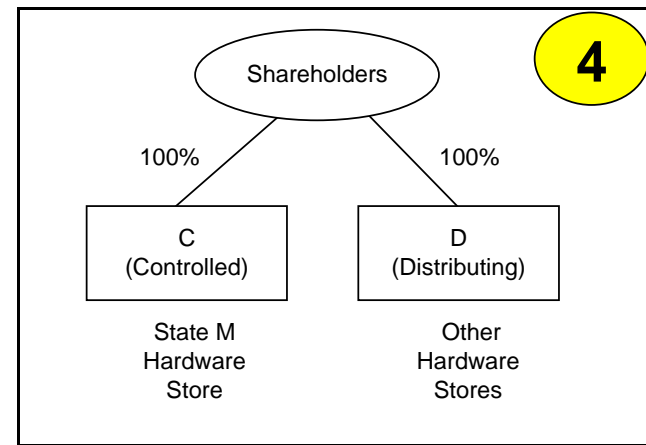 Shareholders
4
100%
100%
C
(Controlled)
D
(Distributing)
State M
Hardware
Store
Other
Hardware
Stores